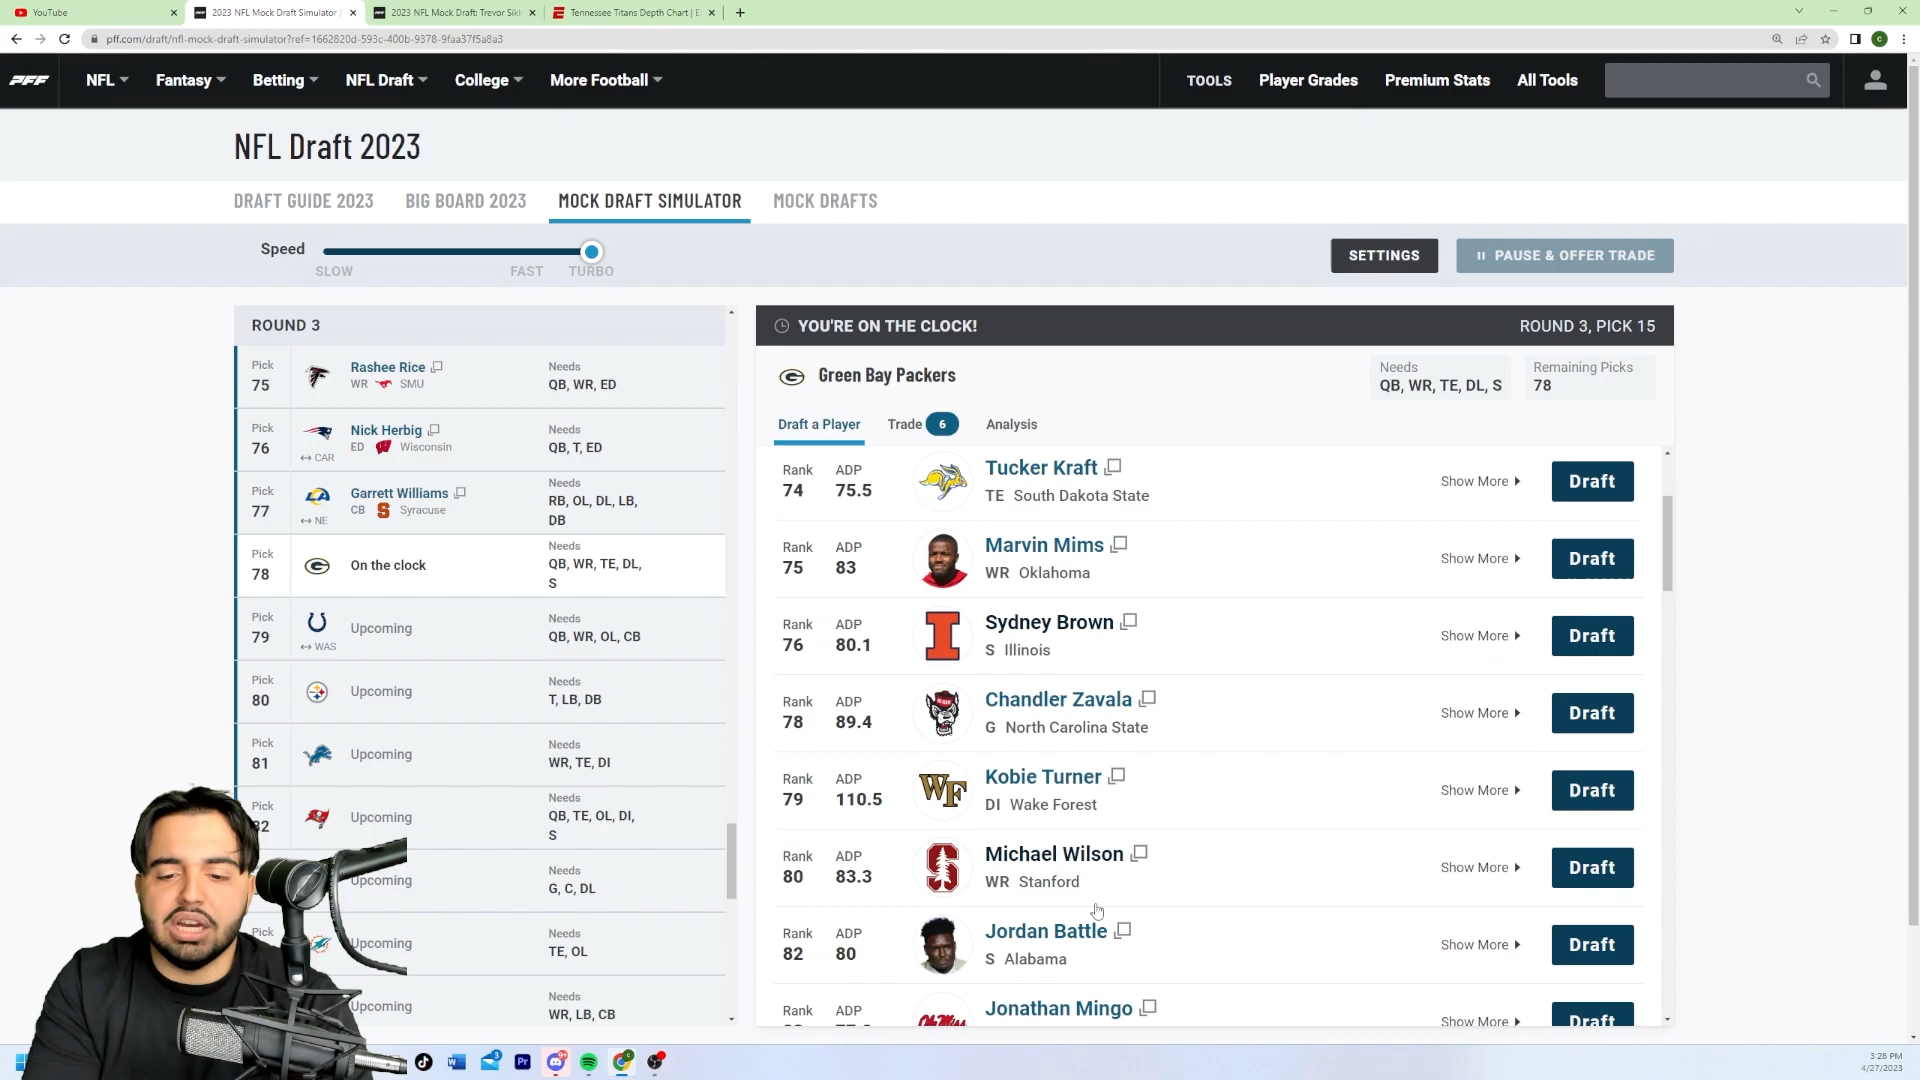 YouTube
2023 NFL Mock Draft Simulator |
2023 NFL Mock Draft: Trevor Sikk
Tennessee Titans Depth Chart | E
pff.com/draft/nfl-mock-draft-simulator?ref=1662820d-593c-400b-9378-9faa37f5a8a3
PFF
NFL
Fantasy
Betting
NFL Draft
College
More Football
TOOLS
Player Grades
Premium Stats
All Tools
NFL Draft 2023
DRAFT GUIDE 2023
BIG BOARD 2023
MOCK DRAFT SIMULATOR
MOCK DRAFTS
Speed
SLOW
FAST
TURBO
SETTINGS
PAUSE & OFFER TRADE
ROUND 3
Pick
75
Rashee Rice
WR SMU
Needs
QB, WR, ED
Pick
76
↔ CAR
Nick Herbig
ED Wisconsin
Needs
QB, T, ED
Pick
77
↔ NE
Garrett Williams
CB Syracuse
Needs
RB, OL, DL, LB,
DB
Pick
78
On the clock
Needs
QB, WR, TE, DL,
S
Pick
79
↔ WAS
Upcoming
Needs
QB, WR, OL, CB
Pick
80
Upcoming
Needs
T, LB, DB
Pick
81
Upcoming
Needs
WR, TE, DI
Pick
Upcoming
Needs
QB, TE, OL, DI,
S
Upcoming
Needs
G, C, DL
Pick
Upcoming
Needs
TE, OL
Upcoming
Needs
WR, LB, CB
YOU'RE ON THE CLOCK!
ROUND 3, PICK 15
Green Bay Packers
Needs
QB, WR, TE, DL, S
Remaining Picks
78
Draft a Player
Trade 6
Analysis
Rank
74
ADP
75.5
Tucker Kraft
TE South Dakota State
Show More
Draft
Rank
75
ADP
83
Marvin Mims
WR Oklahoma
Show More
Draft
Rank
76
ADP
80.1
Sydney Brown
S Illinois
Show More
Draft
Rank
78
ADP
89.4
Chandler Zavala
G North Carolina State
Show More
Draft
Rank
79
ADP
110.5
WF
Kobie Turner
DI Wake Forest
Show More
Draft
Rank
80
ADP
83.3
Michael Wilson
WR Stanford
Show More
Draft
Rank
82
ADP
80
Jordan Battle
S Alabama
Show More
Draft
Jonathan Mingo
Show More
Draft
3:28 PM
4/27/2023